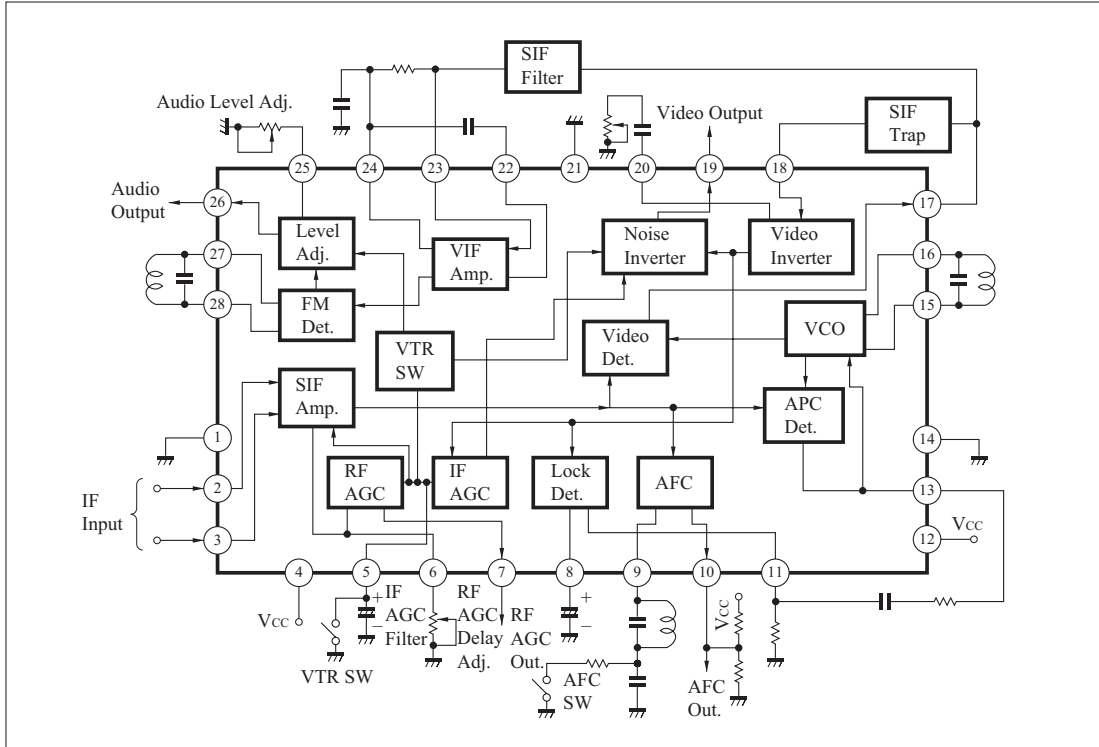 SIF
Filter
Audio Level Adj.
Video Output
SIF
Trap
25
24
23
22
21
20
19
18
Audio
Output
26
17
Level
Adj.
VIF
Amp.
Noise
Inverter
Video
Inverter
27
16
28
15
FM
Det.
VTR
SW
Video
Det.
VCO
SIF
Amp.
APC
Det.
1
14
RF
AGC
IF
AGC
Lock
Det.
AFC
2
13
IF
Input
3
12
VCC
4
5
6
7
8
9
10
11
VCC
VTR SW
+
−
IF
AGC
Filter
RF
AGC
Delay
Adj.
RF
AGC
Out.
+
−
AFC
SW
VCC
AFC
Out.